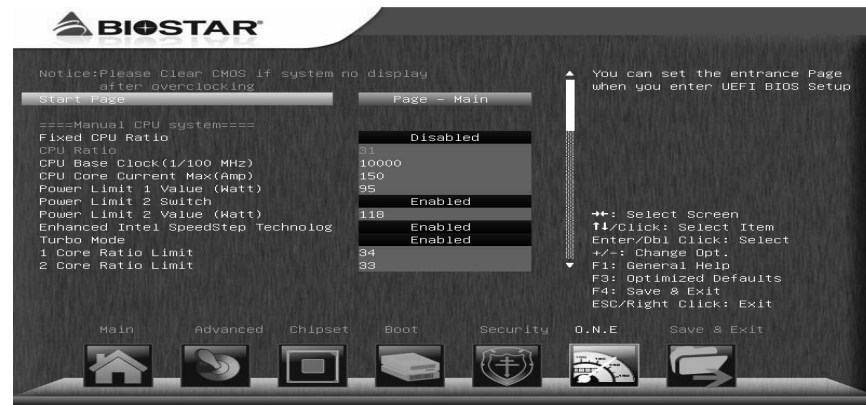 BIOSTAR
Notice:Please Clear CMOS if system no display
after overclocking
Start Page Page - Main
====Manual CPU system====
Fixed CPU Ratio Disabled
CPU Ratio 31
CPU Base Clock(1/100 MHz) 10000
CPU Core Current Max(Amp) 150
Power Limit 1 Value (Watt) 95
Power Limit 2 Switch Enabled
Power Limit 2 Value (Watt) 118
Enhanced Intel SpeedStep Technolog Enabled
Turbo Mode Enabled
1 Core Ratio Limit 34
2 Core Ratio Limit 33
You can set the entrance Page
when you enter UEFI BIOS Setup
→←: Select Screen
↑↓/Click: Select Item
Enter/Dbl Click: Select
+/-: Change Opt.
F1: General Help
F3: Optimized Defaults
F4: Save & Exit
ESC/Right Click: Exit
Main Advanced Chipset Boot Security O.N.E Save & Exit